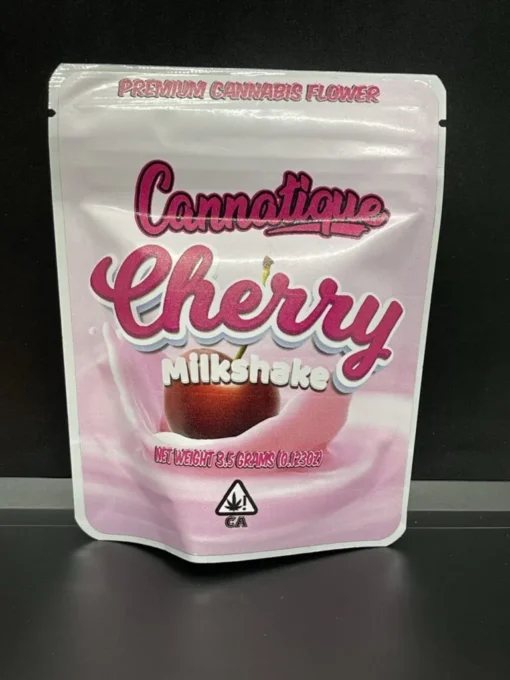 PREMIUM CANNABIS FLOWER
Cannatique
Cherry
Milkshake
NET WEIGHT 3.5 GRAMS (0.123OZ)
!
CA